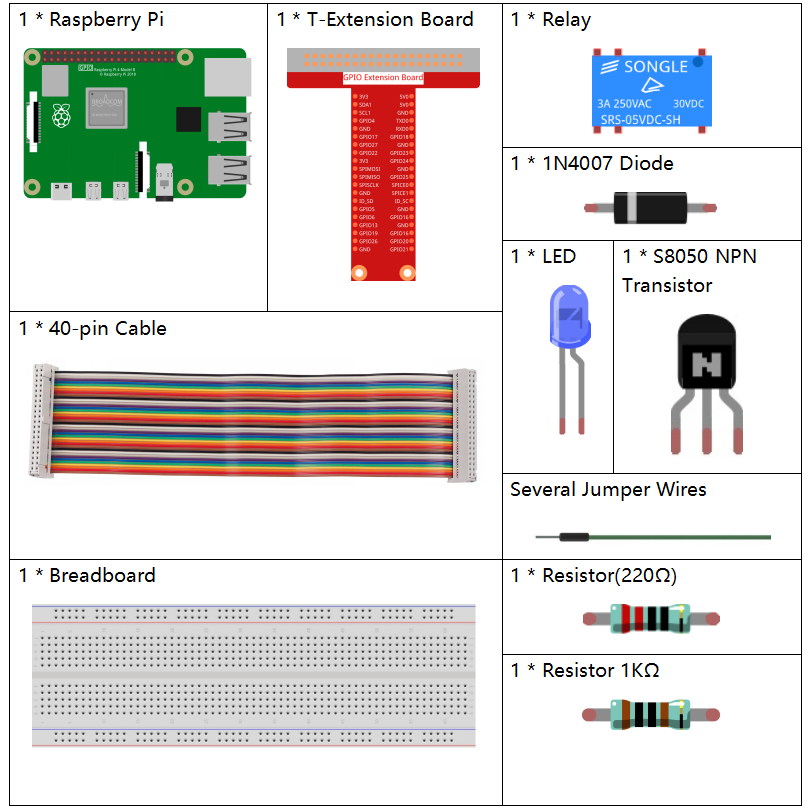 1 * Raspberry Pi
GPIO Raspberry Pi 4 Model B
© Raspberry Pi 2018
BROADCOM
1 * T-Extension Board
GPIO Extension Board
3V3 5V0
SDA1 5V0
SCL1 GND
GPIO4 TXD0
GND RXD0
GPIO17 GPIO18
GPIO27 GND
GPIO22 GPIO23
3V3 GPIO24
SPIMOSI GND
SPIMISO GPIO25
SPISCLK SPICE0
GND SPICE1
ID_SD ID_SC
GPIO5 GND
GPIO6 GPIO16
GPIO13 GND
GPIO19 GPIO16
GPIO26 GPIO20
GND GPIO21
1 * Relay
SONGLE
3A 250VAC 30VDC
SRS-05VDC-SH
1 * 1N4007 Diode
1 * LED
1 * S8050 NPN
Transistor
N
1 * 40-pin Cable
Several Jumper Wires
1 * Breadboard
1 * Resistor(220Ω)
1 * Resistor 1KΩ